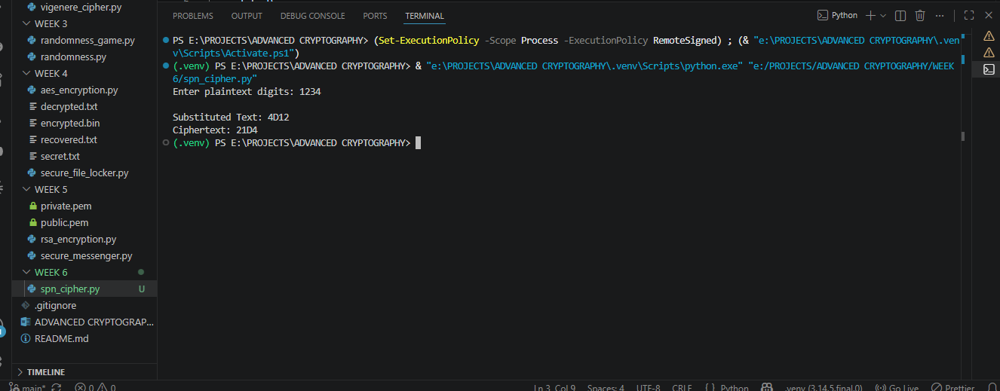 vigenere_cipher.py
WEEK 3
randomness_game.py
randomness.py
WEEK 4
aes_encryption.py
decrypted.txt
encrypted.bin
recovered.txt
secret.txt
secure_file_locker.py
WEEK 5
private.pem
public.pem
rsa_encryption.py
secure_messenger.py
WEEK 6
spn_cipher.py U
.gitignore
ADVANCED CRYPTOGRAP...
README.md
TIMELINE
PROBLEMS OUTPUT DEBUG CONSOLE PORTS TERMINAL
Python
PS E:\PROJECTS\ADVANCED CRYPTOGRAPHY> (Set-ExecutionPolicy -Scope Process -ExecutionPolicy RemoteSigned) ; (& "e:\PROJECTS\ADVANCED CRYPTOGRAPHY\.ven
v\Scripts\Activate.ps1")
(.venv) PS E:\PROJECTS\ADVANCED CRYPTOGRAPHY> & "e:\PROJECTS\ADVANCED CRYPTOGRAPHY\.venv\Scripts\python.exe" "e:/PROJECTS/ADVANCED CRYPTOGRAPHY/WEEK
6/spn_cipher.py"
Enter plaintext digits: 1234
Substituted Text: 4D12
Ciphertext: 21D4
(.venv) PS E:\PROJECTS\ADVANCED CRYPTOGRAPHY>
main* 0 0 Ln 3, Col 9 Spaces: 4 UTF-8 CRLF { } Python .venv (3.14.5.final.0) Go Live Prettier